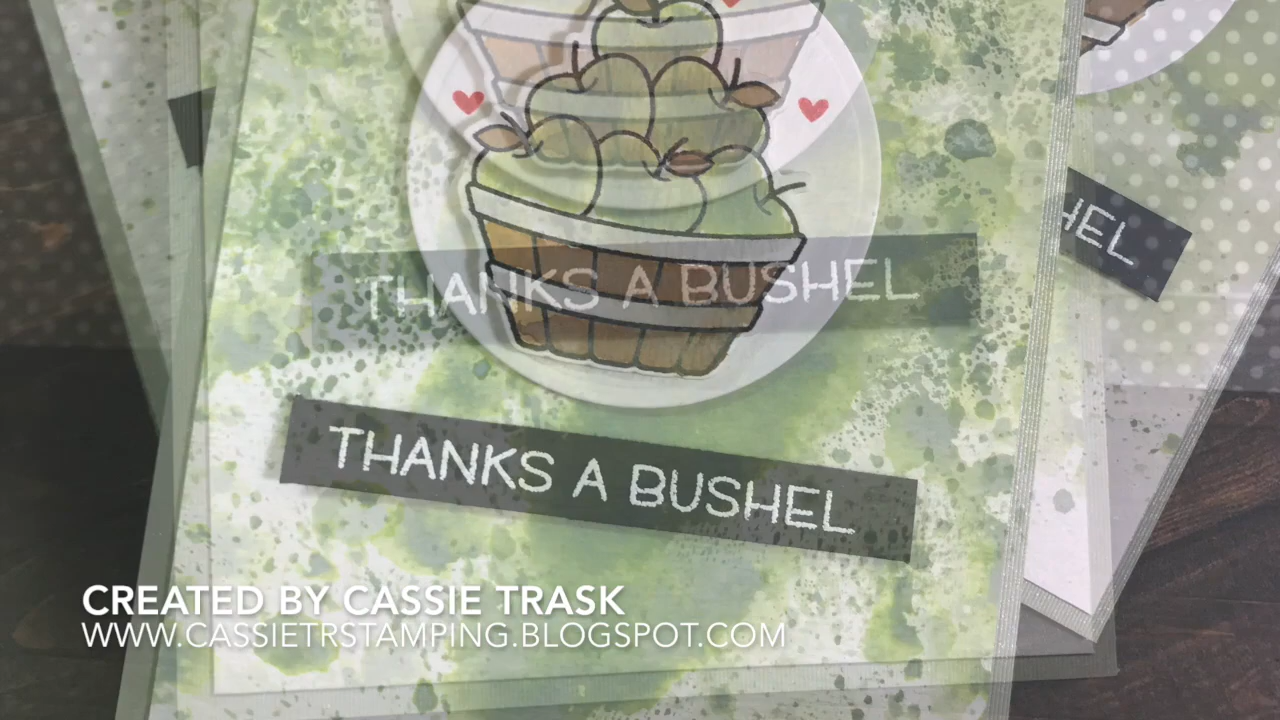 HEL
THANKS A BUSHEL
THANKS A BUSHEL
CREATED BY CASSIE TRASK
WWW.CASSIETRSTAMPING.BLOGSPOT.COM